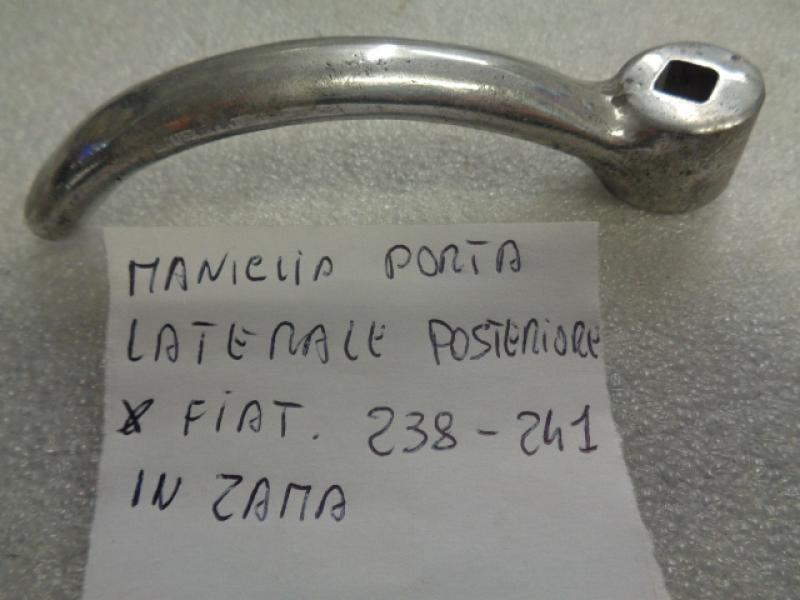 MANIGLIA PORTA
LATERALE POSTERIORE
X FiAT. 238-241
IN ZAMA